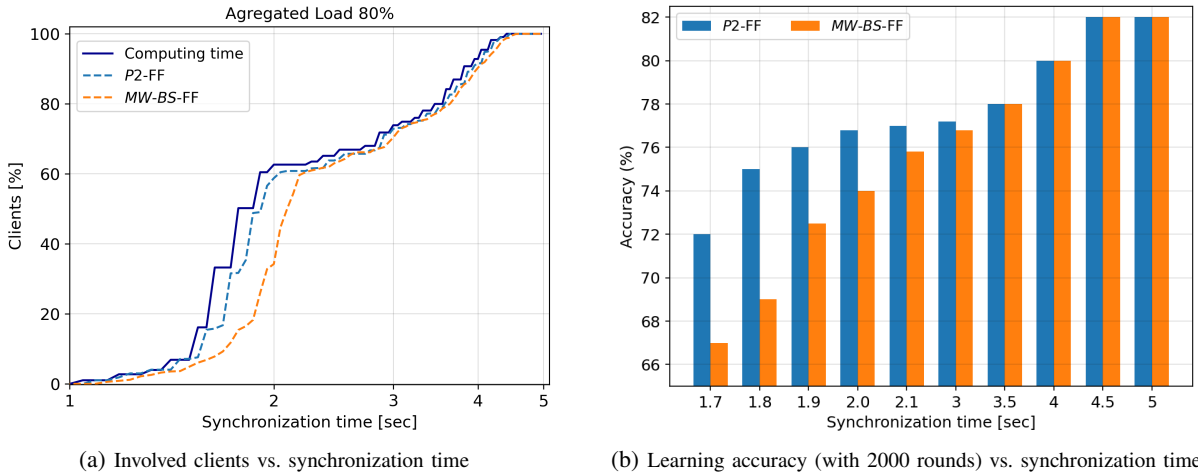 Agregated Load 80%
100
80
60
40
20
0
Clients [%]
Computing time
P2-FF
MW-BS-FF
1 2 3 4 5
Synchronization time [sec]
(a) Involved clients vs. synchronization time
82
80
78
76
74
72
70
68
66
Accuracy (%)
P2-FF MW-BS-FF
1.7 1.8 1.9 2.0 2.1 3 3.5 4 4.5 5
Synchronization time [sec]
(b) Learning accuracy (with 2000 rounds) vs. synchronization time